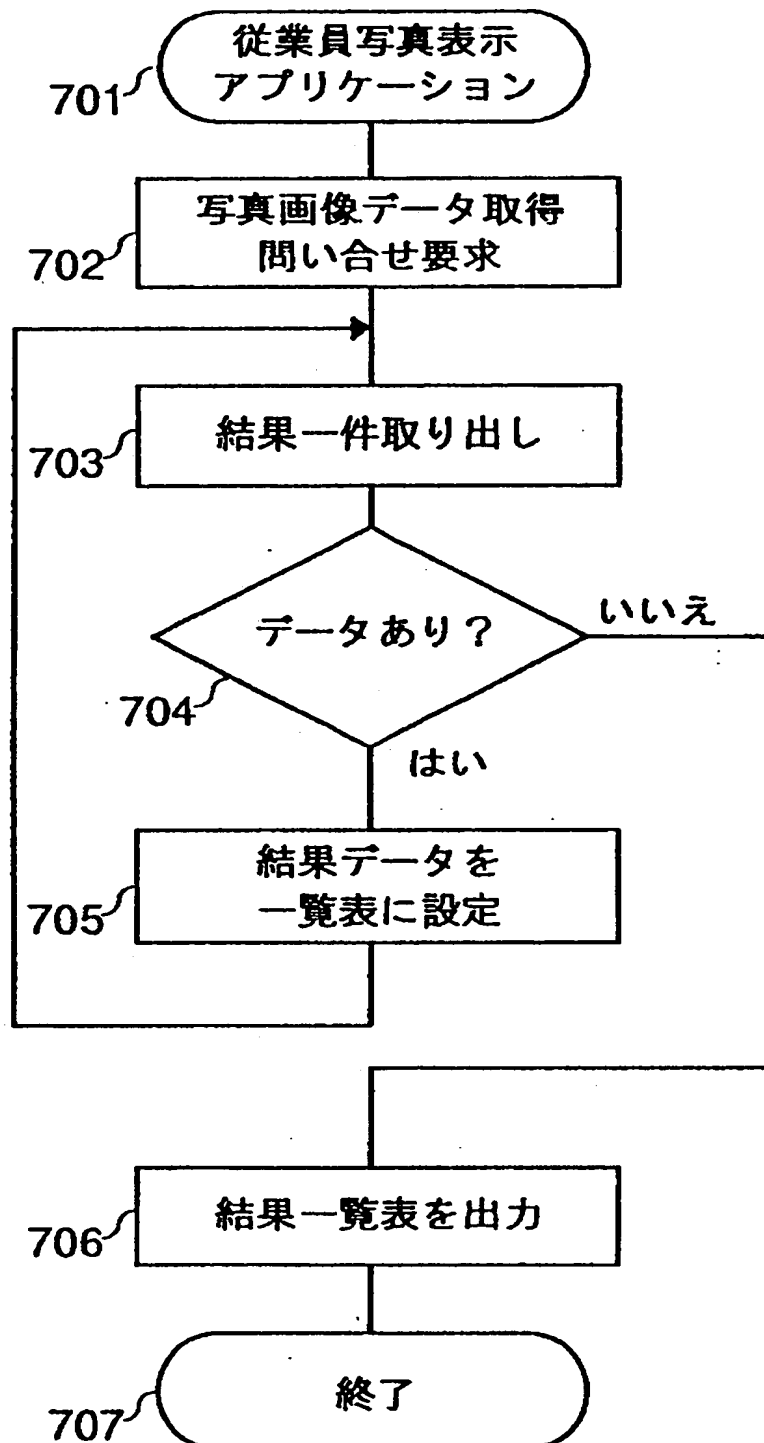 従業員写真表示
アプリケーション
701
写真画像データ取得
問い合せ要求
702
結果一件取り出し
703
データあり?
いいえ
704
はい
結果データを
一覧表に設定
705
結果一覧表を出力
706
終了
707